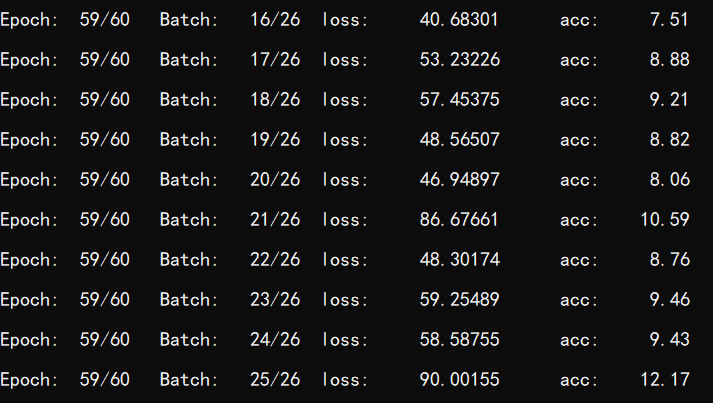 Epoch: 59/60 Batch: 16/26 loss: 40.68301 acc: 7.51
Epoch: 59/60 Batch: 17/26 loss: 53.23226 acc: 8.88
Epoch: 59/60 Batch: 18/26 loss: 57.45375 acc: 9.21
Epoch: 59/60 Batch: 19/26 loss: 48.56507 acc: 8.82
Epoch: 59/60 Batch: 20/26 loss: 46.94897 acc: 8.06
Epoch: 59/60 Batch: 21/26 loss: 86.67661 acc: 10.59
Epoch: 59/60 Batch: 22/26 loss: 48.30174 acc: 8.76
Epoch: 59/60 Batch: 23/26 loss: 59.25489 acc: 9.46
Epoch: 59/60 Batch: 24/26 loss: 58.58755 acc: 9.43
Epoch: 59/60 Batch: 25/26 loss: 90.00155 acc: 12.17